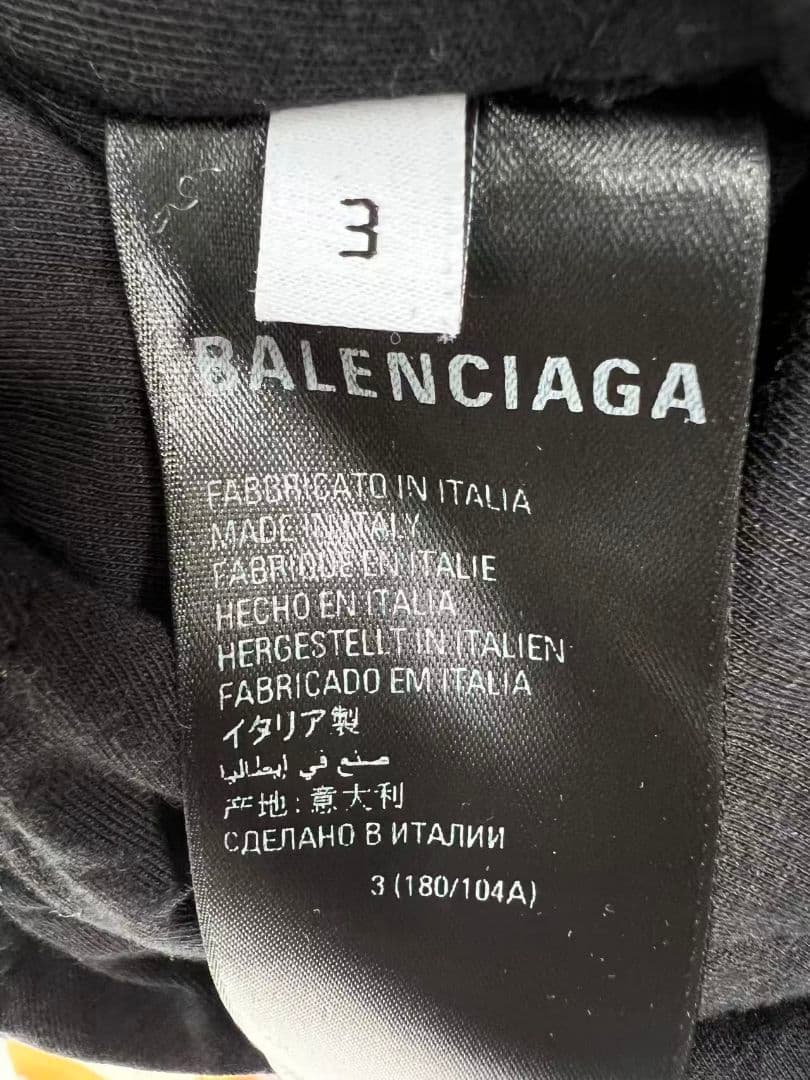 3
BALENCIAGA
FABBRICATO IN ITALIA
MADE IN ITALY
FABRIQUE EN ITALIE
HECHO EN ITALIA
HERGESTELLT IN ITALIEN
FABRICADO EM ITALIA
イタリア製
صنع في إيطاليا
产地:意大利
СДЕЛАНО В ИТАЛИИ
3 (180/104A)